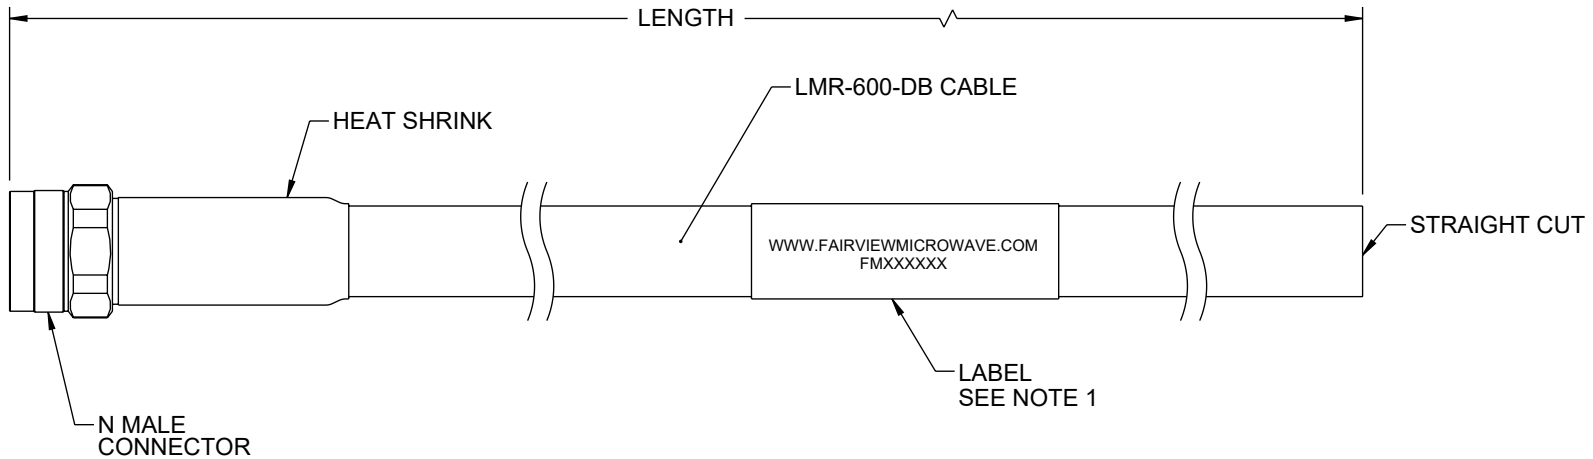 LENGTH
LMR-600-DB CABLE
HEAT SHRINK
STRAIGHT CUT
WWW.FAIRVIEWMICROWAVE.COM
FMXXXXXX
LABEL
SEE NOTE 1
N MALE
CONNECTOR